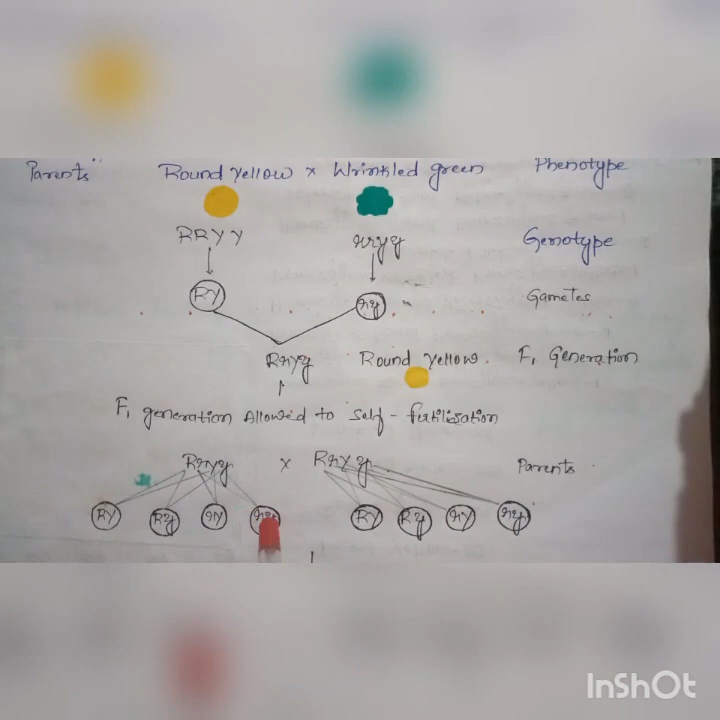 Parents Round Yellow × Wrinkled green Phenotype
RRYY rryy Genotype
RY ry Gametes
RrYy Round Yellow. F1 Generation
F1 generation Allowed to Self-fertilisation
RrYy × RrYy Parents
RY Ry rY ry RY Ry rY ry
InShOt